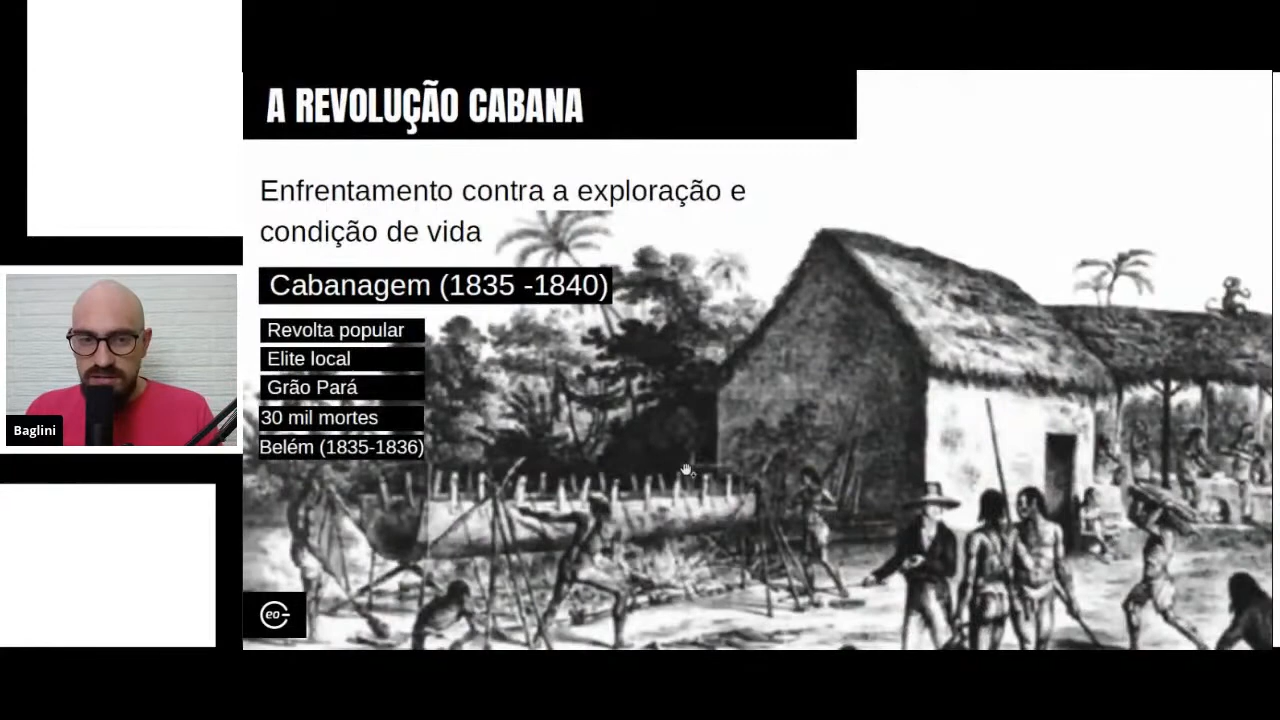 A REVOLUÇÃO CABANA
Enfrentamento contra a exploração e
condição de vida
Cabanagem (1835 -1840)
Revolta popular
Elite local
Grão Pará
30 mil mortes
Belém (1835-1836)
Baglini
eo